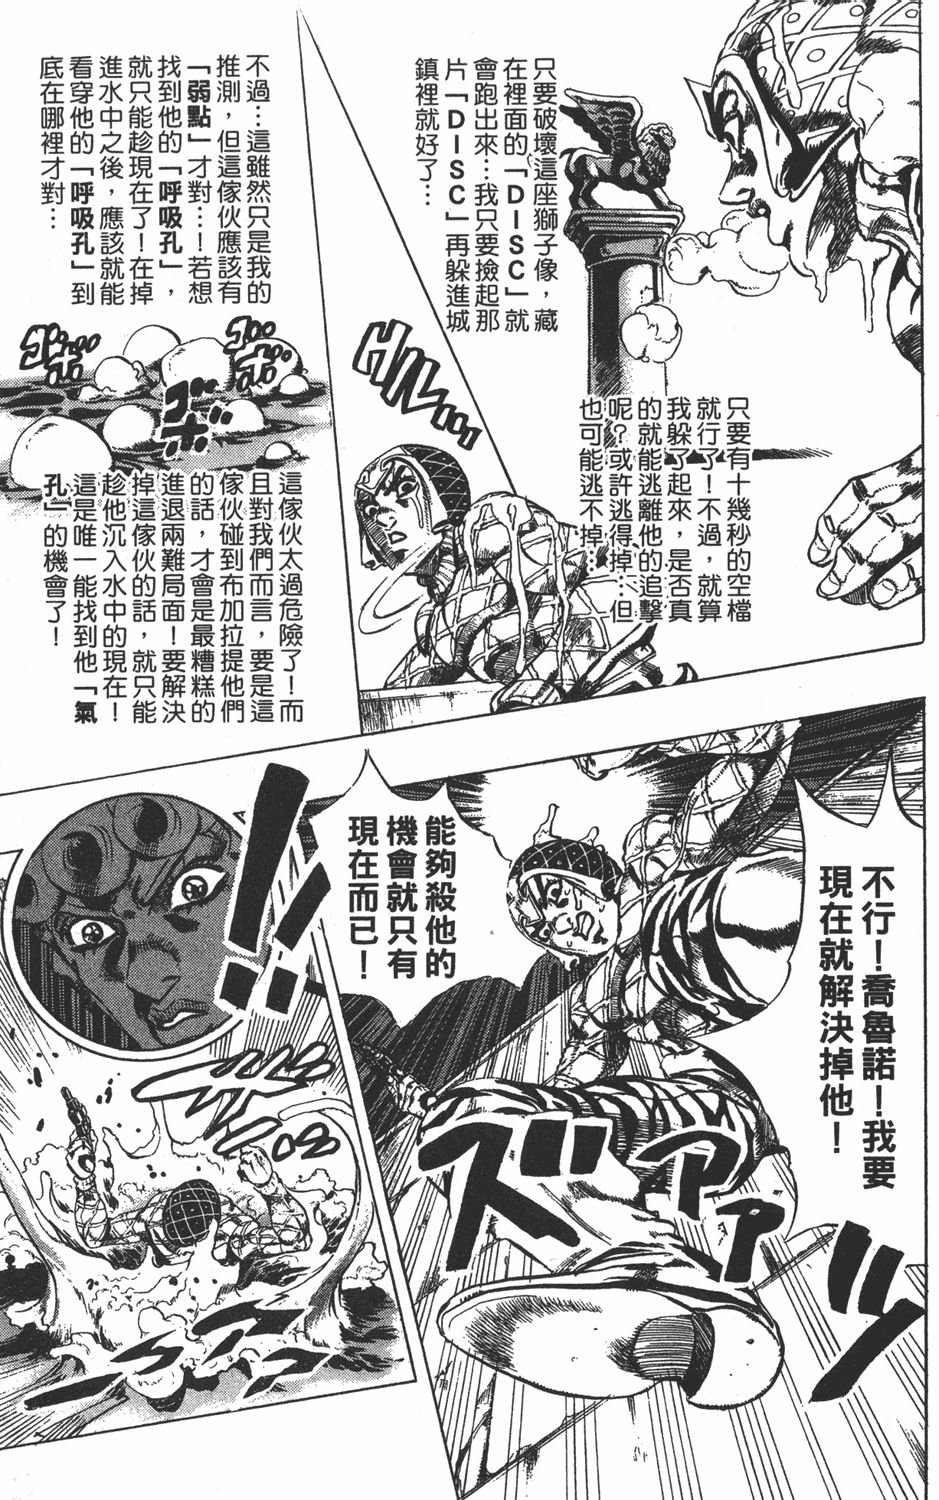 只要破壞這座獅子像，藏
在裡面的「DISC」就
會跑出來…我只要撿起那
片「DISC」再躲進城
鎮裡就好了…
只要有十幾秒的空檔
就行了！不過，就算
我躲了起來，是否真
的就能逃離他的追擊
呢？或許逃得掉…但
也可能逃不掉…
不過…這雖然只是我的
推測，但這傢伙應該有
「弱點」才對…！若想
找到他的「呼吸孔」，
就只能趁現在了！在掉
進水中之後，應該就能
看穿他的「呼吸孔」到
底在哪裡才對…
這傢伙太過危險了！而
且對我們而言，要是這
傢伙碰到布加拉提他們
的話，才會是最糟糕的
進退兩難局面！要解決
掉這傢伙的話，就只能
趁他沉入水中的現在！
這是唯一能找到他「氣
孔」的機會了！
不行！喬魯諾！我要
現在就解決掉他！
能夠殺他的
機會就只有
現在而已！
ズアアッ
!!